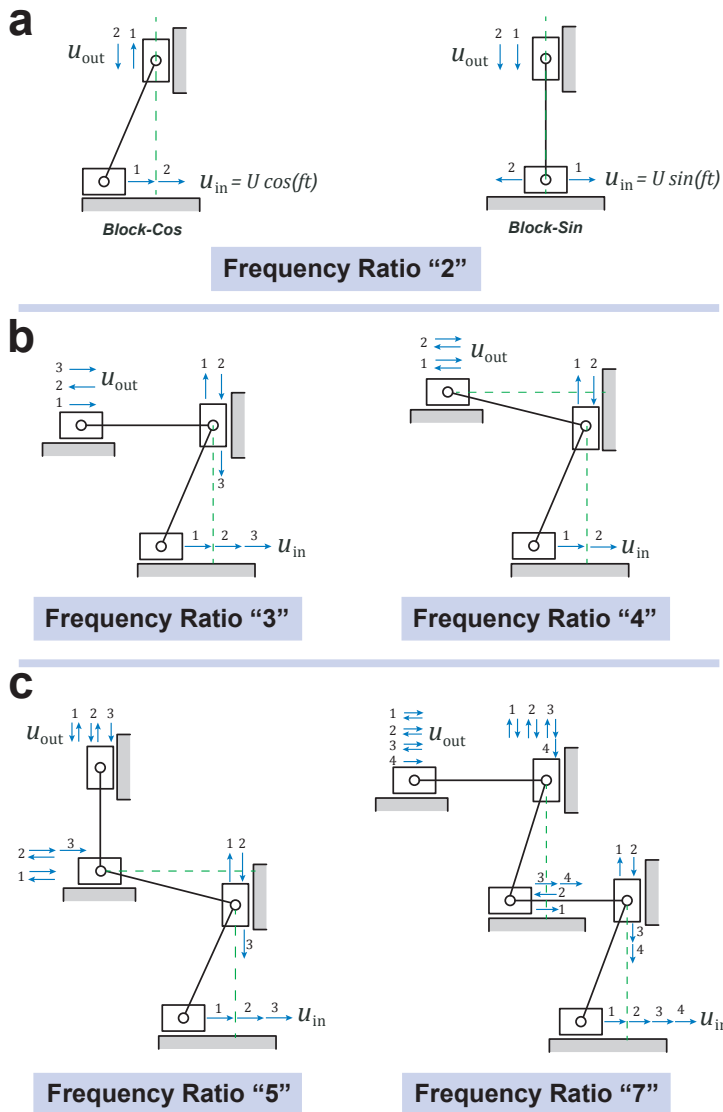 a
2 1
u_out
1 2
u_in = U cos(ft)
Block-Cos
2 1
u_out
2 1
u_in = U sin(ft)
Block-Sin
Frequency Ratio “2”
b
3
2
1
u_out
1 2
3
1 2 3
u_in
Frequency Ratio “3”
2
1
u_out
1 2
1 2
u_in
Frequency Ratio “4”
c
1 2 3
u_out
3
2
1
1 2
3
1 2 3
u_in
Frequency Ratio “5”
1
2
3
4
u_out
1 2 3
4
3 4
2
1
1 2
3
4
1 2 3 4
u_in
Frequency Ratio “7”